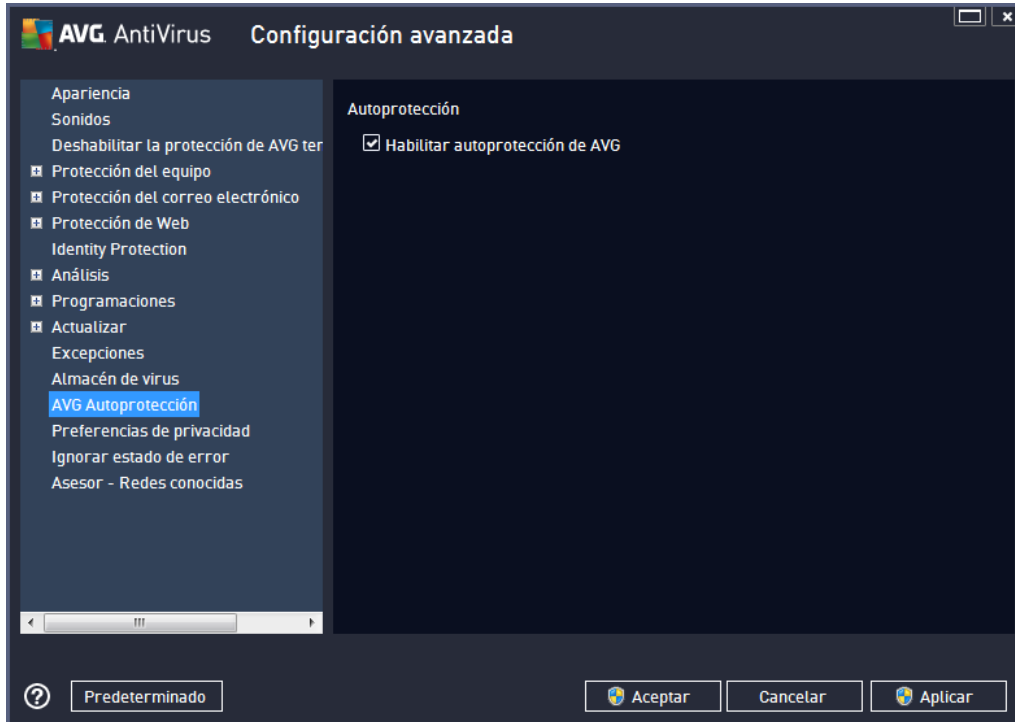 AVG AntiVirus Configuración avanzada
Apariencia
Sonidos
Deshabilitar la protección de AVG ter
Protección del equipo
Protección del correo electrónico
Protección de Web
Identity Protection
Análisis
Programaciones
Actualizar
Excepciones
Almacén de virus
AVG Autoprotección
Preferencias de privacidad
Ignorar estado de error
Asesor - Redes conocidas
Autoprotección
Habilitar autoprotección de AVG
Predeterminado
Aceptar
Cancelar
Aplicar